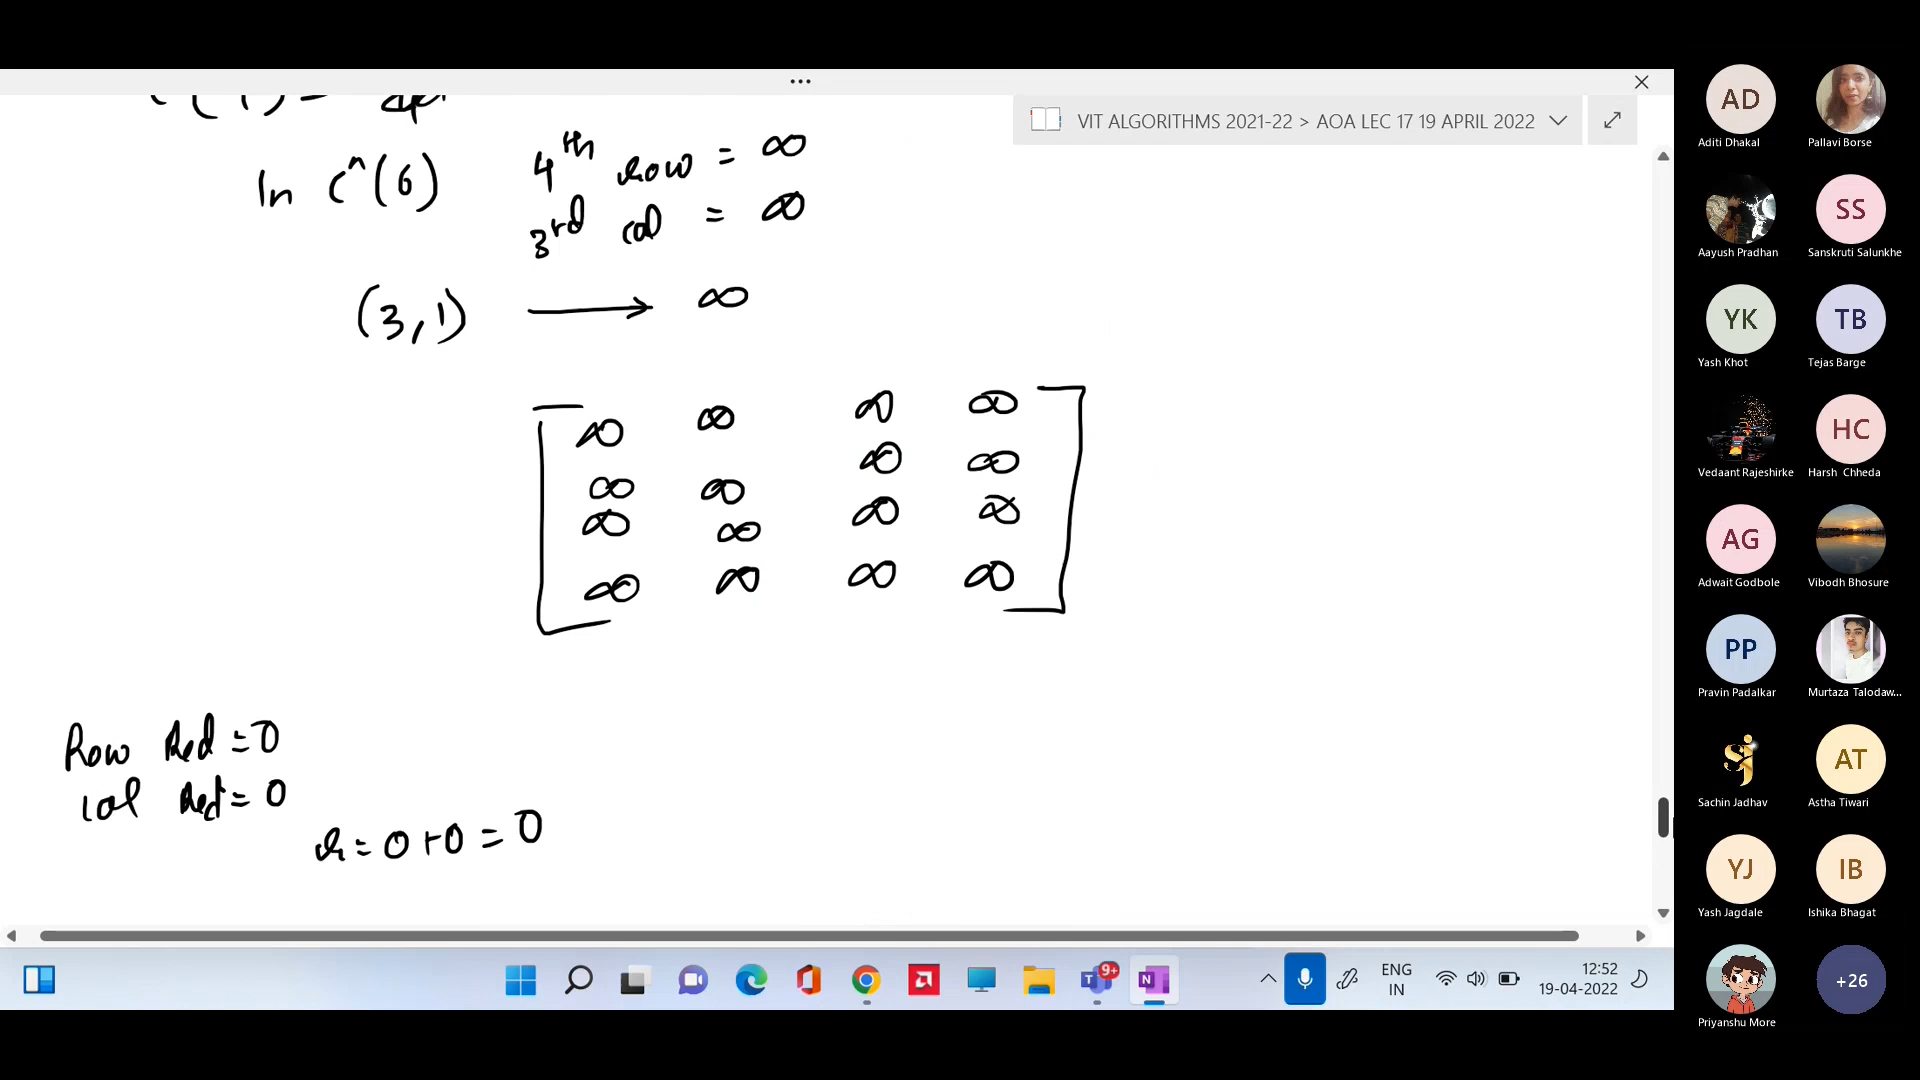 VIT ALGORITHMS 2021-22 > AOA LEC 17 19 APRIL 2022
In ĉ(6) 4th row = ∞
3rd col = ∞
(3,1) → ∞
∞ ∞ ∞ ∞
∞ ∞ ∞ ∞
∞ ∞ ∞ ∞
∞ ∞ ∞ ∞
Row Red = 0
Col Red = 0
r = 0 + 0 = 0
AD
Aditi Dhakal
Pallavi Borse
Aayush Pradhan
SS
Sanskruti Salunkhe
YK
Yash Khot
TB
Tejas Barge
Vedaant Rajeshirke
HC
Harsh Chheda
AG
Adwait Godbole
Vibodh Bhosure
PP
Pravin Padalkar
Murtaza Talodaw...
Sj
Sachin Jadhav
AT
Astha Tiwari
YJ
Yash Jagdale
IB
Ishika Bhagat
Priyanshu More
+26
9+
ENG
IN
12:52
19-04-2022